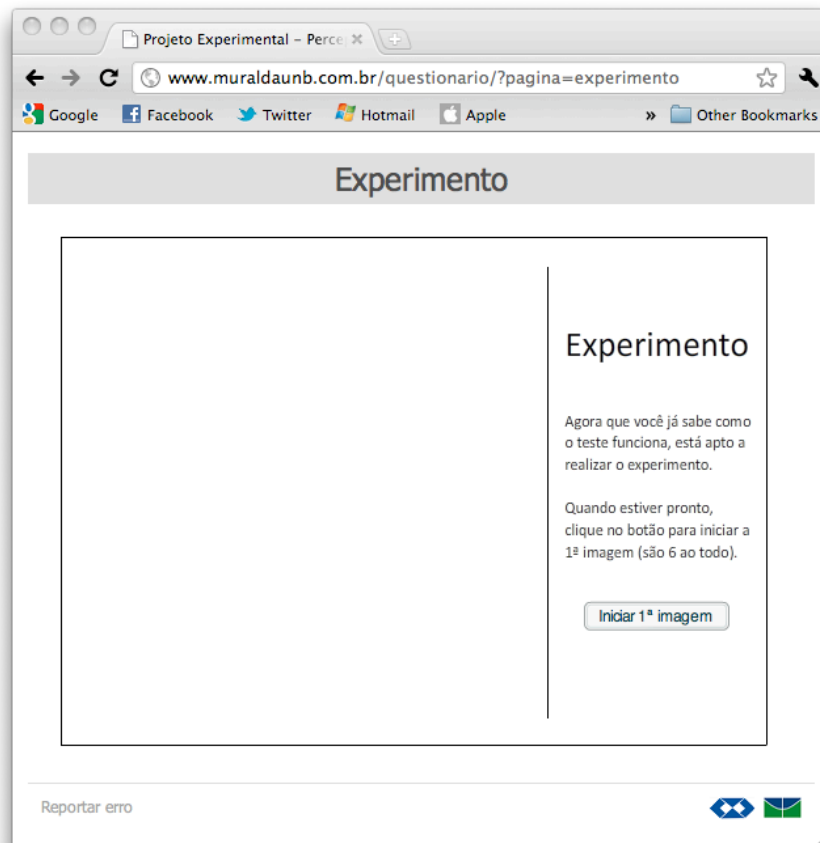 Projeto Experimental – Perce
www.muraldaunb.com.br/questionario/?pagina=experimento
Google Facebook Twitter Hotmail Apple » Other Bookmarks
Experimento
Experimento
Agora que você já sabe como
o teste funciona, está apto a
realizar o experimento.
Quando estiver pronto,
clique no botão para iniciar a
1ª imagem (são 6 ao todo).
Iniciar 1ª imagem
Reportar erro